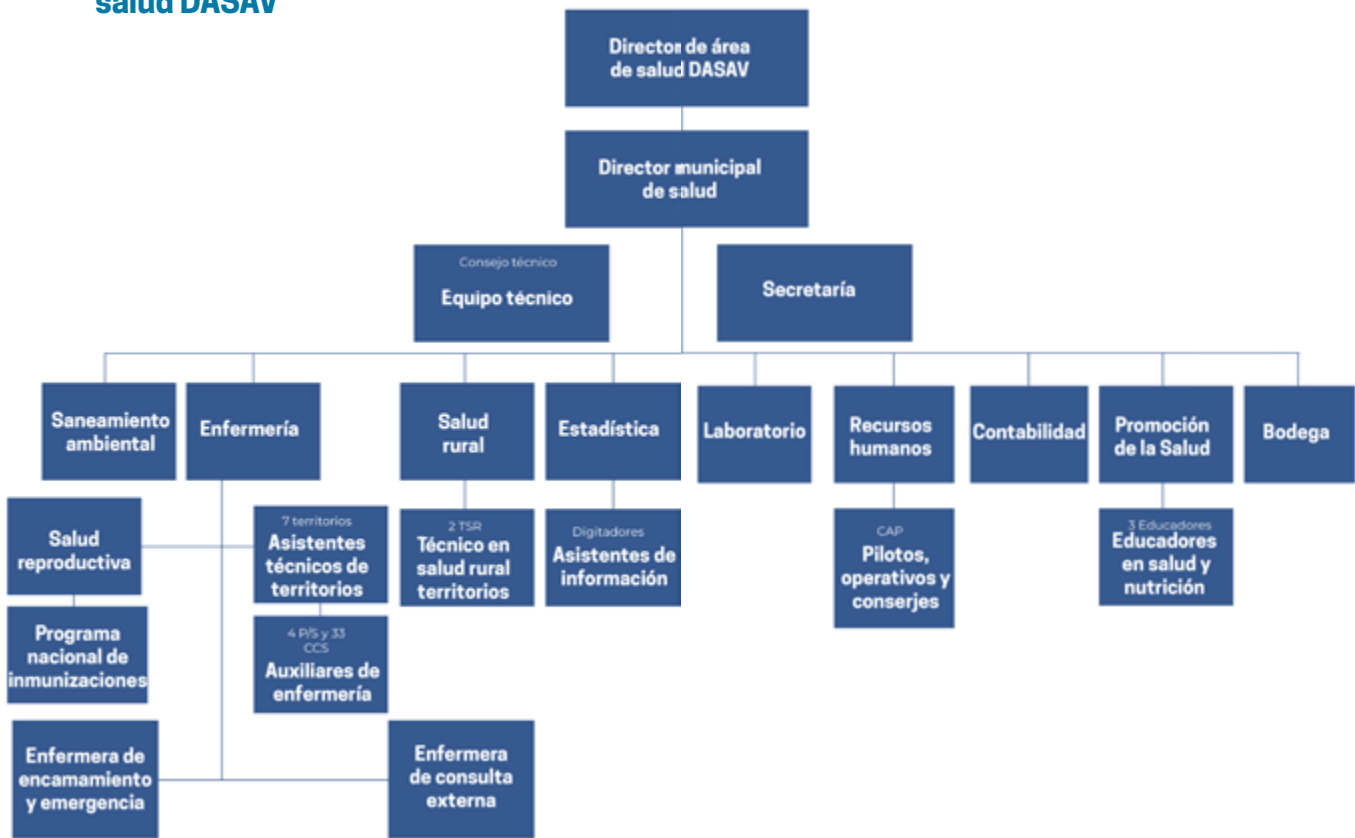 salud DASAV
Director de área
de salud DASAV
Director municipal
de salud
Consejo técnico
Equipo técnico
Secretaría
Saneamiento
ambiental
Enfermería
Salud
rural
Estadística
Laboratorio
Recursos
humanos
Contabilidad
Promoción
de la Salud
Bodega
Salud
reproductiva
7 territorios
Asistentes
técnicos de
territorios
2 TSR
Técnico en
salud rural
territorios
Digitadores
Asistentes de
información
CAP
Pilotos,
operativos y
conserjes
3 Educadores
Educadores
en salud y
nutrición
Programa
nacional de
inmunizaciones
4 P/S y 33
CCS
Auxiliares de
enfermería
Enfermera de
encamamiento
y emergencia
Enfermera
de consulta
externa